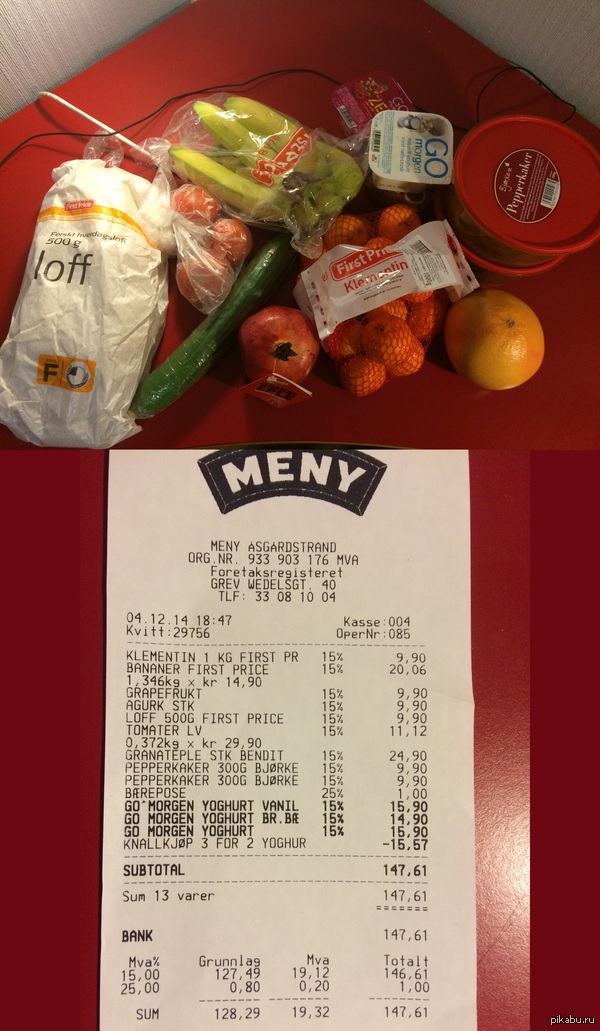 First Price
Ferskt hverdagsloff
500 g
loff
F
First Price
Klementin
1000g
GO
morgen
GO
Pepperkaker
MENY
MENY ÅSGÅRDSTRAND
ORG.NR. 933 903 176 MVA
Foretaksregisteret
GREV WEDELSGT. 40
TLF: 33 08 10 04
04.12.14 18:47 Kasse:004
Kvitt:29756 OperNr:085
KLEMENTIN 1 KG FIRST PR 15% 9,90
BANANER FIRST PRICE 15% 20,06
1,346kg x kr 14,90
GRAPEFRUKT 15% 9,90
AGURK STK 15% 9,90
LOFF 500G FIRST PRICE 15% 9,90
TOMATER LV 15% 11,12
0,372kg x kr 29,90
GRANATEPLE STK BENDIT 15% 24,90
PEPPERKAKER 300G BJØRKE 15% 9,90
PEPPERKAKER 300G BJØRKE 15% 9,90
BÆREPOSE 25% 1,00
GO^MORGEN YOGHURT VANIL 15% 15,90
GO MORGEN YOGHURT BR.BÆ 15% 14,90
GO MORGEN YOGHURT 15% 15,90
KNALLKJØP 3 FOR 2 YOGHUR -15,57
SUBTOTAL 147,61
Sum 13 varer 147,61
=======
BANK 147,61
Mva% Grunnlag Mva Totalt
15,00 127,49 19,12 146,61
25,00 0,80 0,20 1,00
SUM 128,29 19,32 147,61
pikabu.ru